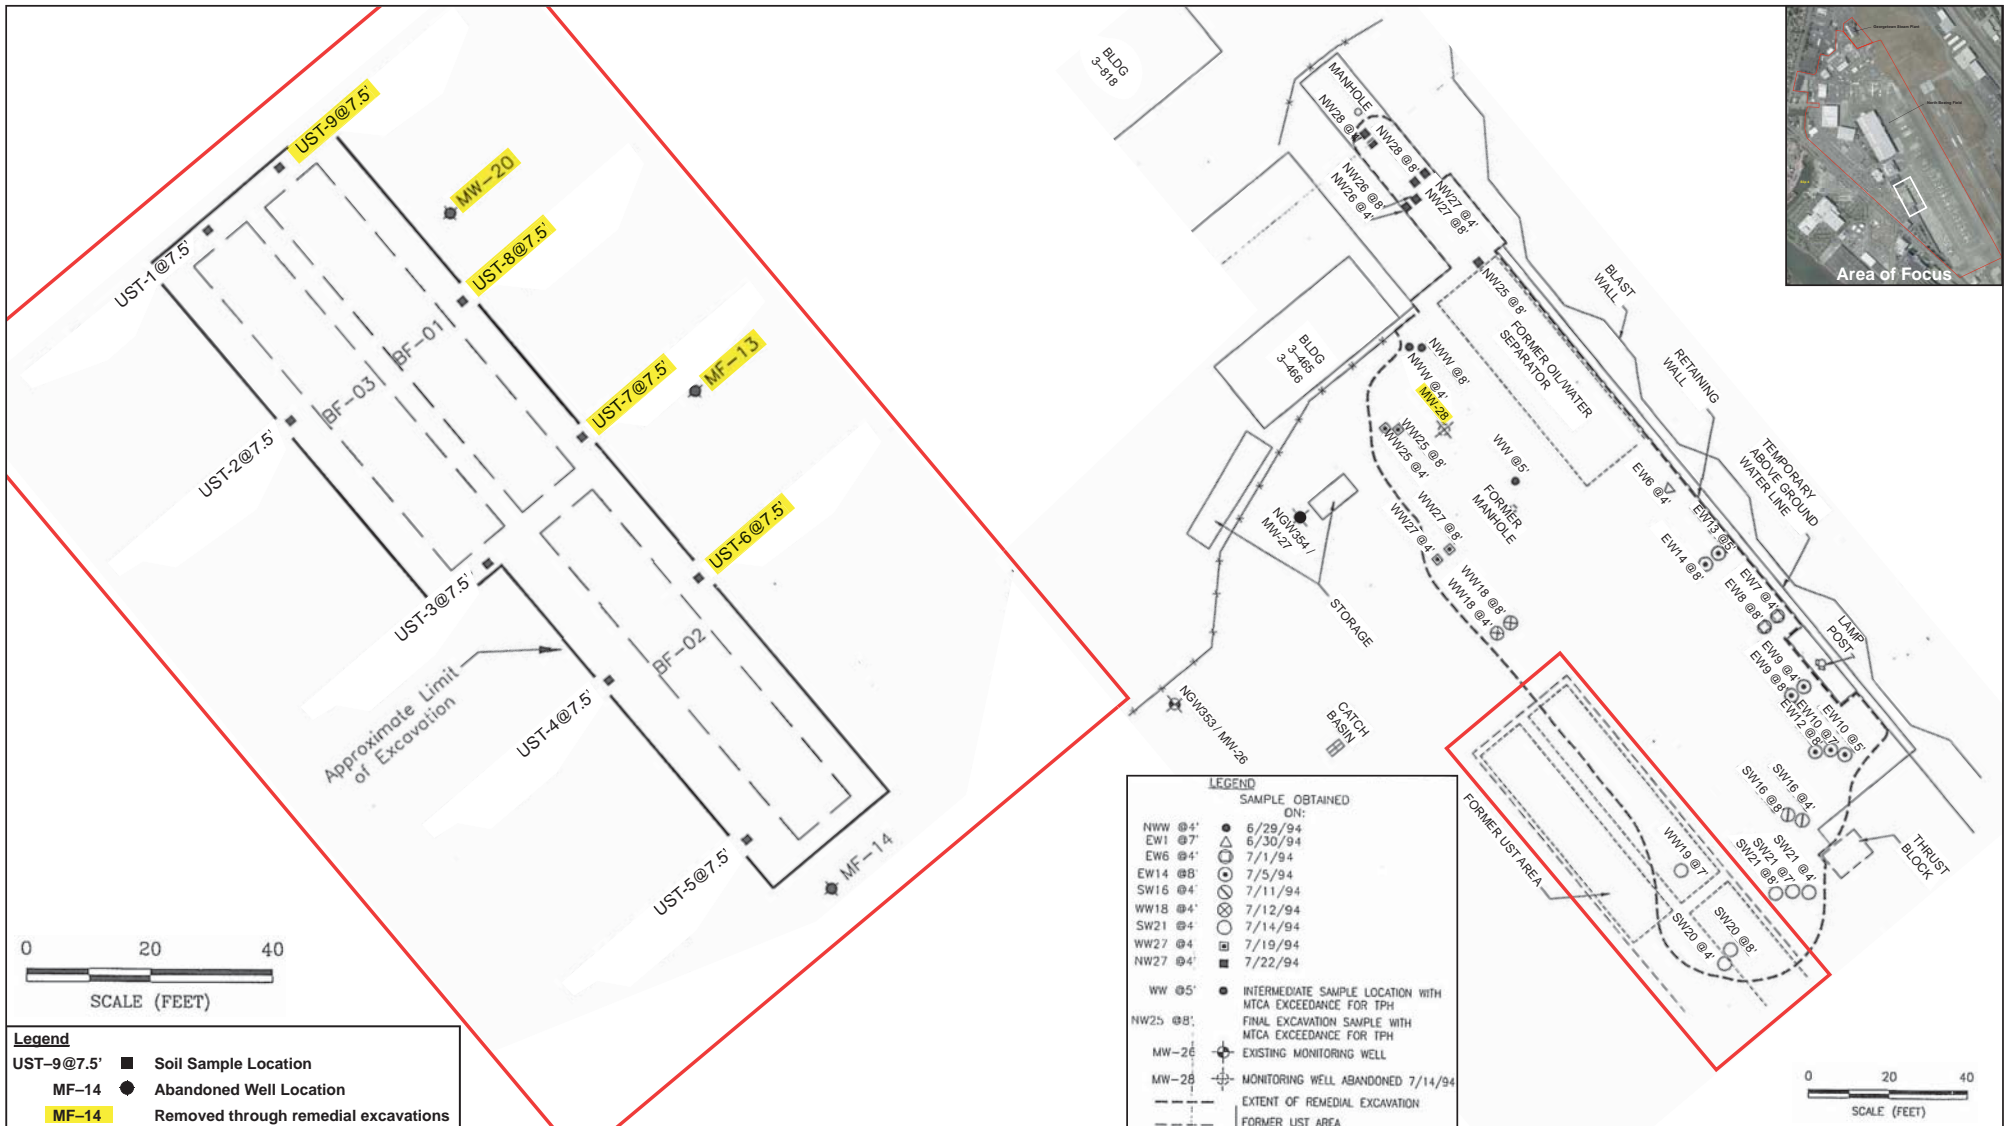 UST-9@7.5'
MW-20
UST-1@7.5'
UST-8@7.5'
BF-01
MF-13
BF-03
UST-7@7.5'
UST-2@7.5'
UST-6@7.5'
UST-3@7.5'
BF-02
Approximate Limit
of Excavation
UST-4@7.5'
UST-5@7.5'
MF-14
0 20 40
SCALE (FEET)
Legend
UST–9@7.5' Soil Sample Location
MF–14 Abandoned Well Location
MF–14 Removed through remedial excavations
BLDG
3-818
MANHOLE
NW28 @8'
NW26 @8'
NW26 @4'
NW27 @4'
NW27 @8'
NW25 @8'
BLAST
WALL
BLDG
3-465
3-466
FORMER OIL/WATER
SEPARATOR
RETAINING
WALL
NWW @8'
NWW @4'
MW-28
WW25 @8'
WW25 @4'
WW @5'
EW6 @4'
TEMPORARY
ABOVE GROUND
WATER LINE
NGW354 /
MW-27
WW27 @8'
WW27 @4'
FORMER
MANHOLE
EW13 @5'
EW14 @8'
EW7 @4'
EW8 @8'
WW18 @8'
WW18 @4'
STORAGE
LAMP
POST
EW9 @4'
EW9 @8'
NGW353 / MW-26
CATCH
BASIN
EW10 @5'
EW10 @7'
EW12 @8'
SW16 @4'
SW16 @8'
FORMER UST AREA
WW19 @7'
SW21 @4'
SW21 @7'
SW21 @8'
THRUST
BLOCK
SW20 @8'
SW20 @4'
LEGEND
SAMPLE OBTAINED
ON:
NWW @4' 6/29/94
EW1 @7' 6/30/94
EW6 @4' 7/1/94
EW14 @8' 7/5/94
SW16 @4' 7/11/94
WW18 @4' 7/12/94
SW21 @4' 7/14/94
WW27 @4' 7/19/94
NW27 @4' 7/22/94
WW @5' INTERMEDIATE SAMPLE LOCATION WITH
MTCA EXCEEDANCE FOR TPH
NW25 @8' FINAL EXCAVATION SAMPLE WITH
MTCA EXCEEDANCE FOR TPH
MW-26 EXISTING MONITORING WELL
MW-28 MONITORING WELL ABANDONED 7/14/94
EXTENT OF REMEDIAL EXCAVATION
FORMER UST AREA
0 20 40
SCALE (FEET)
Georgetown Steam Plant
North Boeing Field
Area of Focus